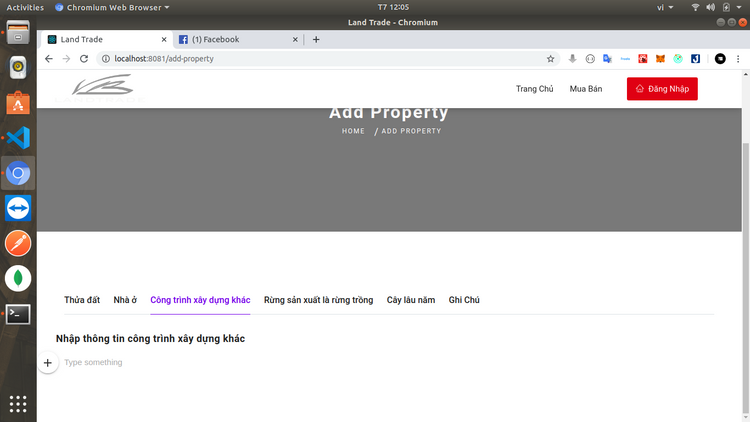 Activities Chromium Web Browser T7 12:05 vi
Land Trade - Chromium
Land Trade (1) Facebook
localhost:8081/add-property
Trang Chủ Mua Bán Đăng Nhập
Add Property
HOME / ADD PROPERTY
Thửa đất Nhà ở Công trình xây dựng khác Rừng sản xuất là rừng trồng Cây lâu năm Ghi Chú
Nhập thông tin công trình xây dựng khác
+ Type something